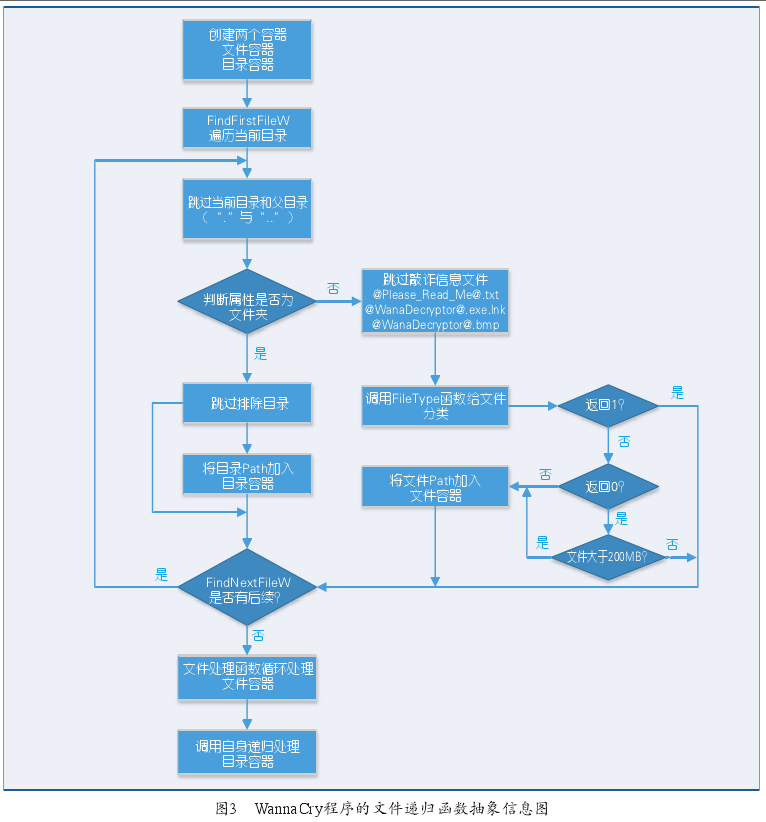 创建两个容器
文件容器
目录容器
FindFirstFileW
遍历当前目录
跳过当前目录和父目录
（“.”与“..”）
判断属性是否为
文件夹
否
是
跳过敲诈信息文件
@Please_Read_Me@.txt
@WanaDecryptor@.exe.lnk
@WanaDecryptor@.bmp
跳过排除目录
调用FileType函数给文件
分类
返回1?
是
否
将目录Path加入
目录容器
将文件Path加入
文件容器
否
返回0?
是
是
文件大于200MB?
否
是
FindNextFileW
是否有后续?
否
文件处理函数循环处理
文件容器
调用自身递归处理
目录容器
图3 WannaCry程序的文件递归函数抽象信息图